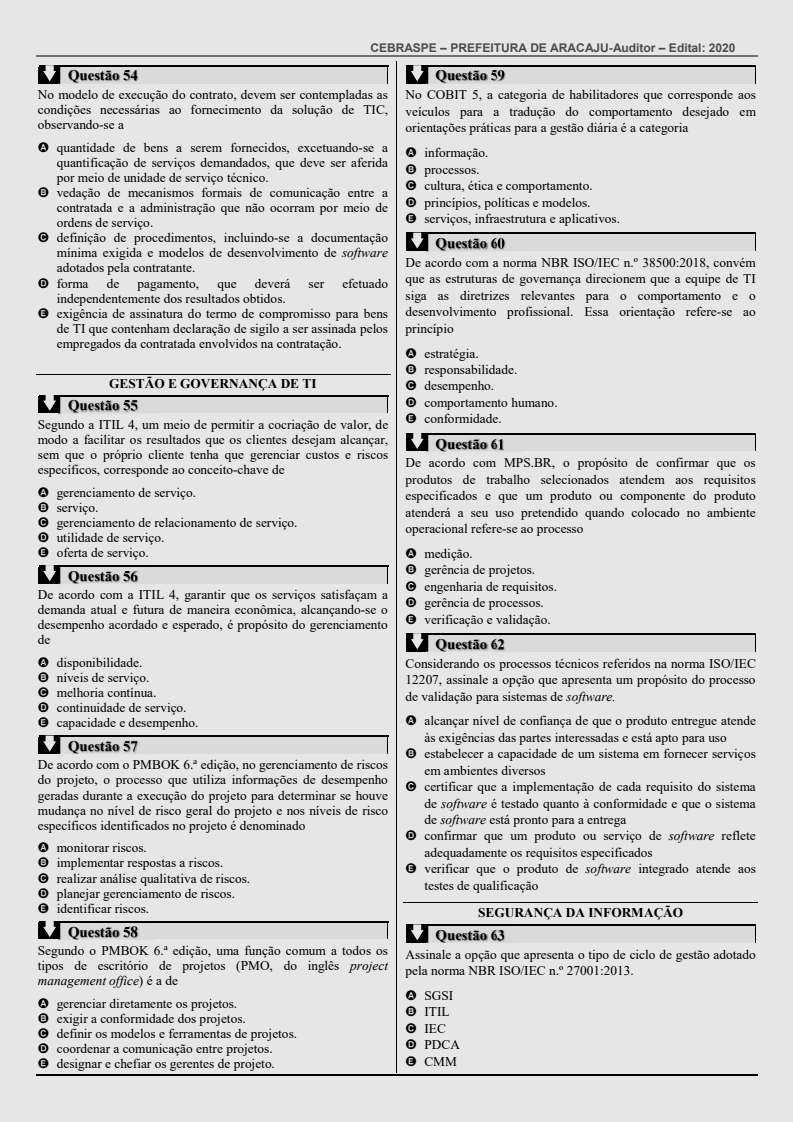 CEBRASPE – PREFEITURA DE ARACAJU-Auditor – Edital: 2020
Questão 54
No modelo de execução do contrato, devem ser contempladas as
condições necessárias ao fornecimento da solução de TIC,
observando-se a
A quantidade de bens a serem fornecidos, excetuando-se a
quantificação de serviços demandados, que deve ser aferida
por meio de unidade de serviço técnico.
B vedação de mecanismos formais de comunicação entre a
contratada e a administração que não ocorram por meio de
ordens de serviço.
C definição de procedimentos, incluindo-se a documentação
mínima exigida e modelos de desenvolvimento de software
adotados pela contratante.
D forma de pagamento, que deverá ser efetuado
independentemente dos resultados obtidos.
E exigência de assinatura do termo de compromisso para bens
de TI que contenham declaração de sigilo a ser assinada pelos
empregados da contratada envolvidos na contratação.
GESTÃO E GOVERNANÇA DE TI
Questão 55
Segundo a ITIL 4, um meio de permitir a cocriação de valor, de
modo a facilitar os resultados que os clientes desejam alcançar,
sem que o próprio cliente tenha que gerenciar custos e riscos
específicos, corresponde ao conceito-chave de
A gerenciamento de serviço.
B serviço.
C gerenciamento de relacionamento de serviço.
D utilidade de serviço.
E oferta de serviço.
Questão 56
De acordo com a ITIL 4, garantir que os serviços satisfaçam a
demanda atual e futura de maneira econômica, alcançando-se o
desempenho acordado e esperado, é propósito do gerenciamento
de
A disponibilidade.
B níveis de serviço.
C melhoria contínua.
D continuidade de serviço.
E capacidade e desempenho.
Questão 57
De acordo com o PMBOK 6.ª edição, no gerenciamento de riscos
do projeto, o processo que utiliza informações de desempenho
geradas durante a execução do projeto para determinar se houve
mudança no nível de risco geral do projeto e nos níveis de risco
específicos identificados no projeto é denominado
A monitorar riscos.
B implementar respostas a riscos.
C realizar análise qualitativa de riscos.
D planejar gerenciamento de riscos.
E identificar riscos.
Questão 58
Segundo o PMBOK 6.ª edição, uma função comum a todos os
tipos de escritório de projetos (PMO, do inglês project
management office) é a de
A gerenciar diretamente os projetos.
B exigir a conformidade dos projetos.
C definir os modelos e ferramentas de projetos.
D coordenar a comunicação entre projetos.
E designar e chefiar os gerentes de projeto.
Questão 59
No COBIT 5, a categoria de habilitadores que corresponde aos
veículos para a tradução do comportamento desejado em
orientações práticas para a gestão diária é a categoria
A informação.
B processos.
C cultura, ética e comportamento.
D princípios, políticas e modelos.
E serviços, infraestrutura e aplicativos.
Questão 60
De acordo com a norma NBR ISO/IEC n.º 38500:2018, convém
que as estruturas de governança direcionem que a equipe de TI
siga as diretrizes relevantes para o comportamento e o
desenvolvimento profissional. Essa orientação refere-se ao
princípio
A estratégia.
B responsabilidade.
C desempenho.
D comportamento humano.
E conformidade.
Questão 61
De acordo com MPS.BR, o propósito de confirmar que os
produtos de trabalho selecionados atendem aos requisitos
especificados e que um produto ou componente do produto
atenderá a seu uso pretendido quando colocado no ambiente
operacional refere-se ao processo
A medição.
B gerência de projetos.
C engenharia de requisitos.
D gerência de processos.
E verificação e validação.
Questão 62
Considerando os processos técnicos referidos na norma ISO/IEC
12207, assinale a opção que apresenta um propósito do processo
de validação para sistemas de software.
A alcançar nível de confiança de que o produto entregue atende
às exigências das partes interessadas e está apto para uso
B estabelecer a capacidade de um sistema em fornecer serviços
em ambientes diversos
C certificar que a implementação de cada requisito do sistema
de software é testado quanto à conformidade e que o sistema
de software está pronto para a entrega
D confirmar que um produto ou serviço de software reflete
adequadamente os requisitos especificados
E verificar que o produto de software integrado atende aos
testes de qualificação
SEGURANÇA DA INFORMAÇÃO
Questão 63
Assinale a opção que apresenta o tipo de ciclo de gestão adotado
pela norma NBR ISO/IEC n.º 27001:2013.
A SGSI
B ITIL
C IEC
D PDCA
E CMM